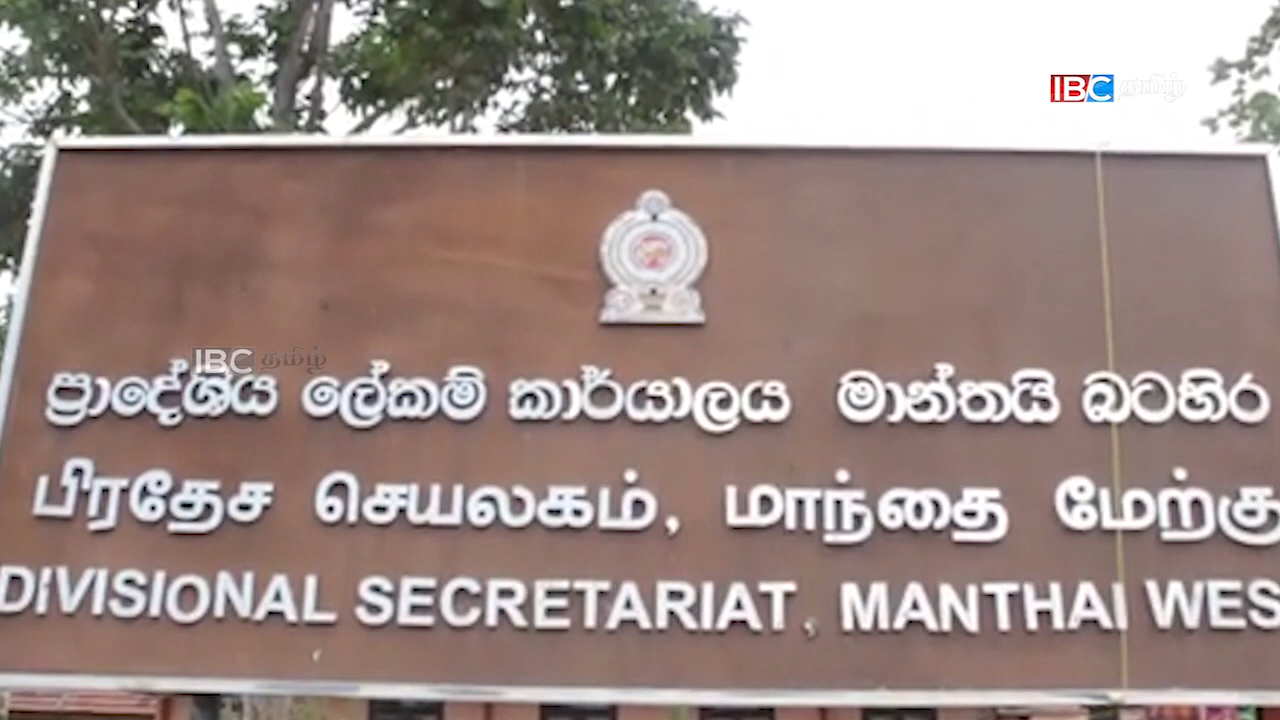 IBC தமிழ்
IBC தமிழ்
ප්‍රාදේශීය ලේකම් කාර්යාලය මාන්තයි බටහිර
பிரதேச செயலகம், மாந்தை மேற்கு
DIVISIONAL SECRETARIAT, MANTHAI WES